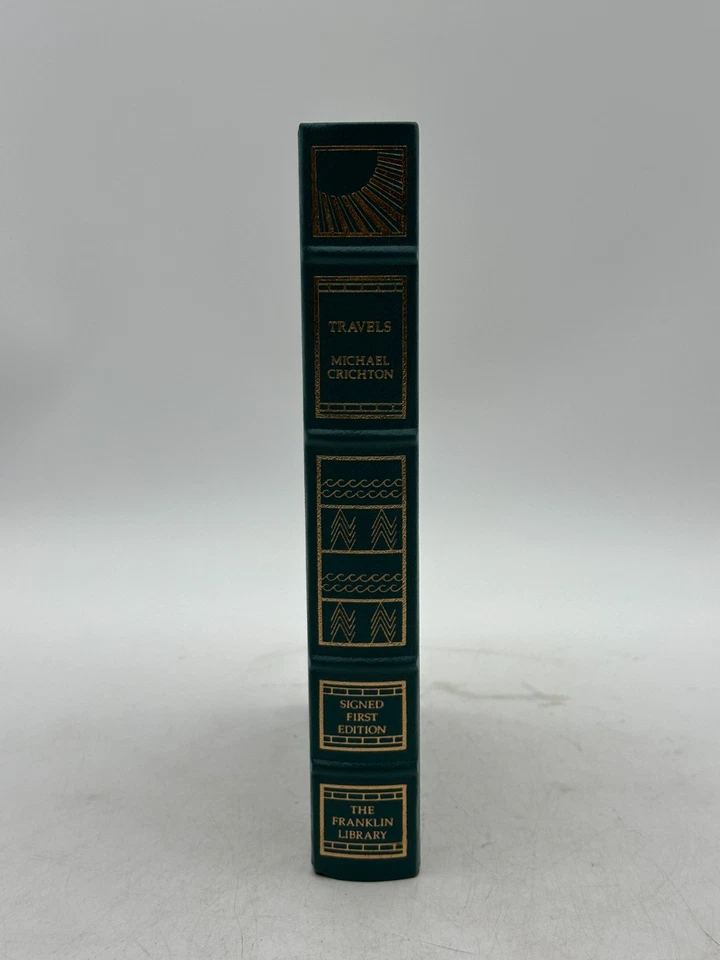 TRAVELS
MICHAEL
CRICHTON
SIGNED
FIRST
EDITION
THE
FRANKLIN
LIBRARY